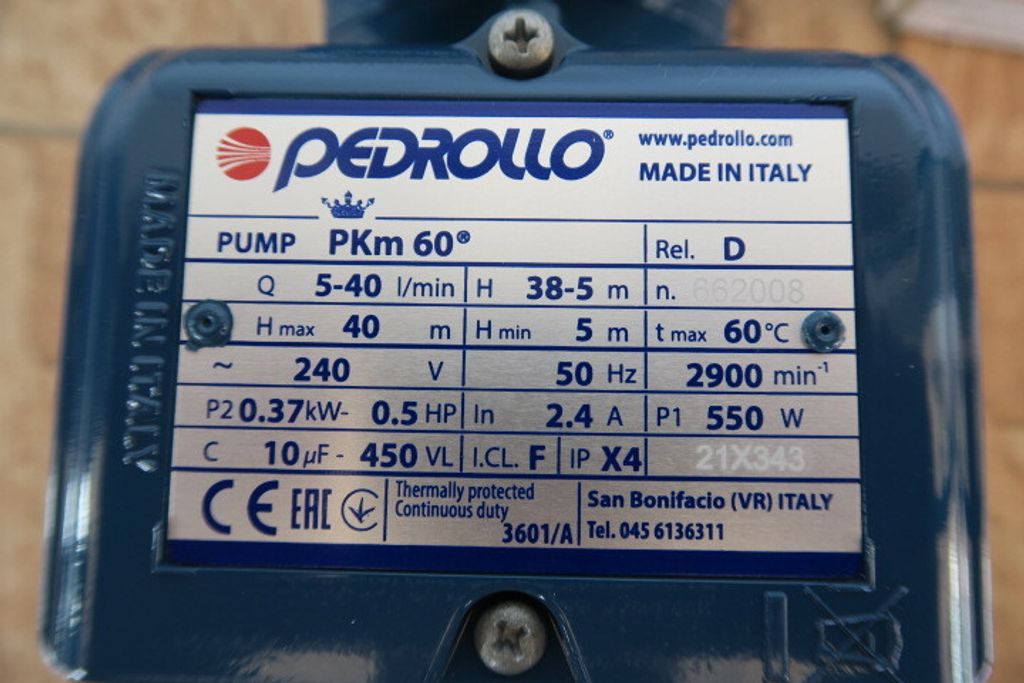 PEDROLLO® www.pedrollo.com
MADE IN ITALY
PUMP PKm 60® Rel. D
Q 5-40 l/min H 38-5 m n. 662008
H max 40 m H min 5 m t max 60°C
~ 240 V 50 Hz 2900 min⁻¹
P2 0.37kW- 0.5 HP In 2.4 A P1 550 W
C 10 µF - 450 VL I.CL. F IP X4 21X343
CE EAC Thermally protected
Continuous duty
3601/A
San Bonifacio (VR) ITALY
Tel. 045 6136311
MADE IN ITALY